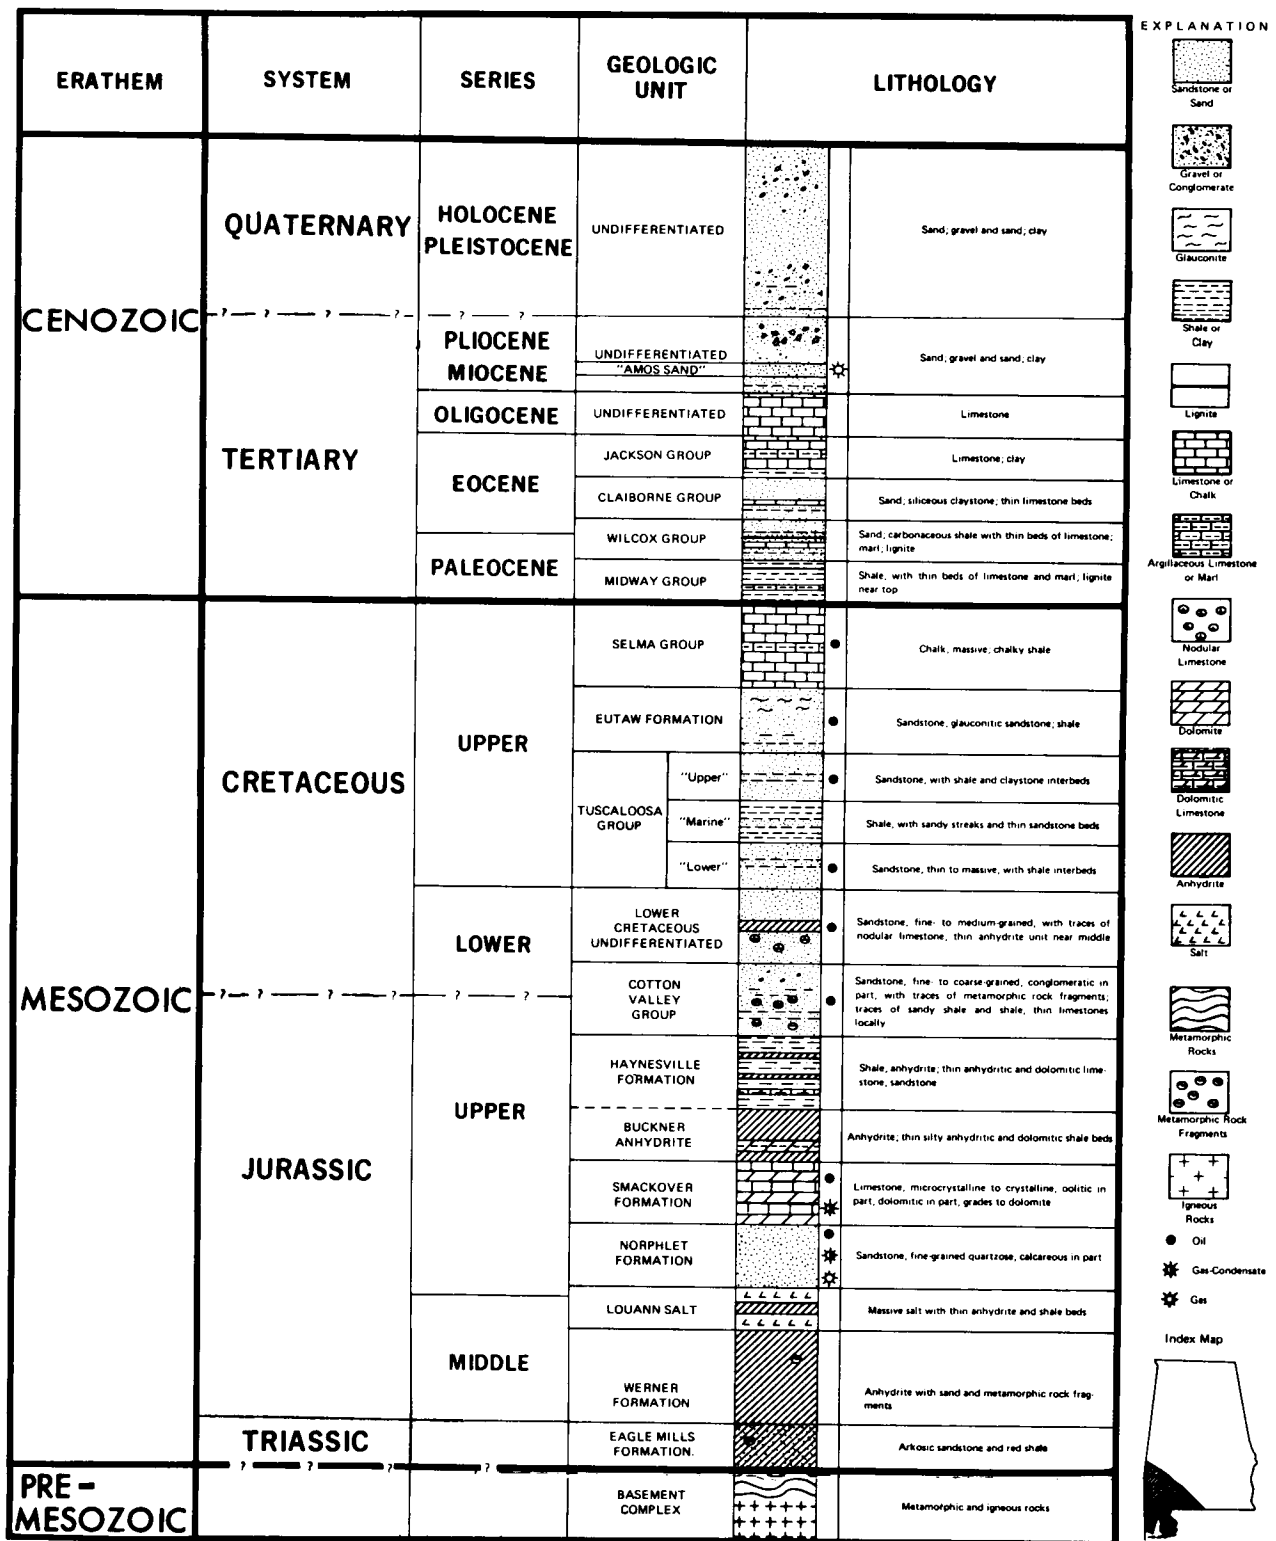 ERATHEM
SYSTEM
SERIES
GEOLOGIC
UNIT
LITHOLOGY
CENOZOIC
QUATERNARY
HOLOCENE
PLEISTOCENE
UNDIFFERENTIATED
Sand; gravel and sand; clay
? ? ? ? ? ? ?
TERTIARY
PLIOCENE
MIOCENE
UNDIFFERENTIATED
"AMOS SAND"
Sand; gravel and sand; clay
OLIGOCENE
UNDIFFERENTIATED
Limestone
EOCENE
JACKSON GROUP
Limestone; clay
CLAIBORNE GROUP
Sand; siliceous claystone; thin limestone beds
WILCOX GROUP
Sand; carbonaceous shale with thin beds of limestone;
marl; lignite
PALEOCENE
MIDWAY GROUP
Shale, with thin beds of limestone and marl; lignite
near top
MESOZOIC
CRETACEOUS
UPPER
SELMA GROUP
Chalk, massive; chalky shale
EUTAW FORMATION
Sandstone, glauconitic sandstone; shale
TUSCALOOSA
GROUP
"Upper"
Sandstone, with shale and claystone interbeds
"Marine"
Shale, with sandy streaks and thin sandstone beds
"Lower"
Sandstone, thin to massive, with shale interbeds
LOWER
LOWER
CRETACEOUS
UNDIFFERENTIATED
Sandstone, fine- to medium-grained, with traces of
nodular limestone, thin anhydrite unit near middle
? ? ? ? ? ?
COTTON
VALLEY
GROUP
Sandstone, fine- to coarse-grained, conglomeratic in
part, with traces of metamorphic rock fragments;
traces of sandy shale and shale, thin limestones
locally
JURASSIC
UPPER
HAYNESVILLE
FORMATION
Shale, anhydrite; thin anhydritic and dolomitic lime-
stone, sandstone
BUCKNER
ANHYDRITE
Anhydrite; thin silty anhydritic and dolomitic shale beds
SMACKOVER
FORMATION
Limestone, microcrystalline to crystalline, oolitic in
part, dolomitic in part, grades to dolomite
NORPHLET
FORMATION
Sandstone, fine-grained quartzose, calcareous in part
MIDDLE
LOUANN SALT
Massive salt with thin anhydrite and shale beds
WERNER
FORMATION
Anhydrite with sand and metamorphic rock frag-
ments
TRIASSIC
EAGLE MILLS
FORMATION.
Arkosic sandstone and red shale
? ? ? ?
PRE-
MESOZOIC
BASEMENT
COMPLEX
Metamorphic and igneous rocks
EXPLANATION
Sandstone or
Sand
Gravel or
Conglomerate
Glauconite
Shale or
Clay
Lignite
Limestone or
Chalk
Argillaceous Limestone
or Marl
Nodular
Limestone
Dolomite
Dolomitic
Limestone
Anhydrite
Salt
Metamorphic
Rocks
Metamorphic Rock
Fragments
Igneous
Rocks
Oil
Gas-Condensate
Gas
Index Map